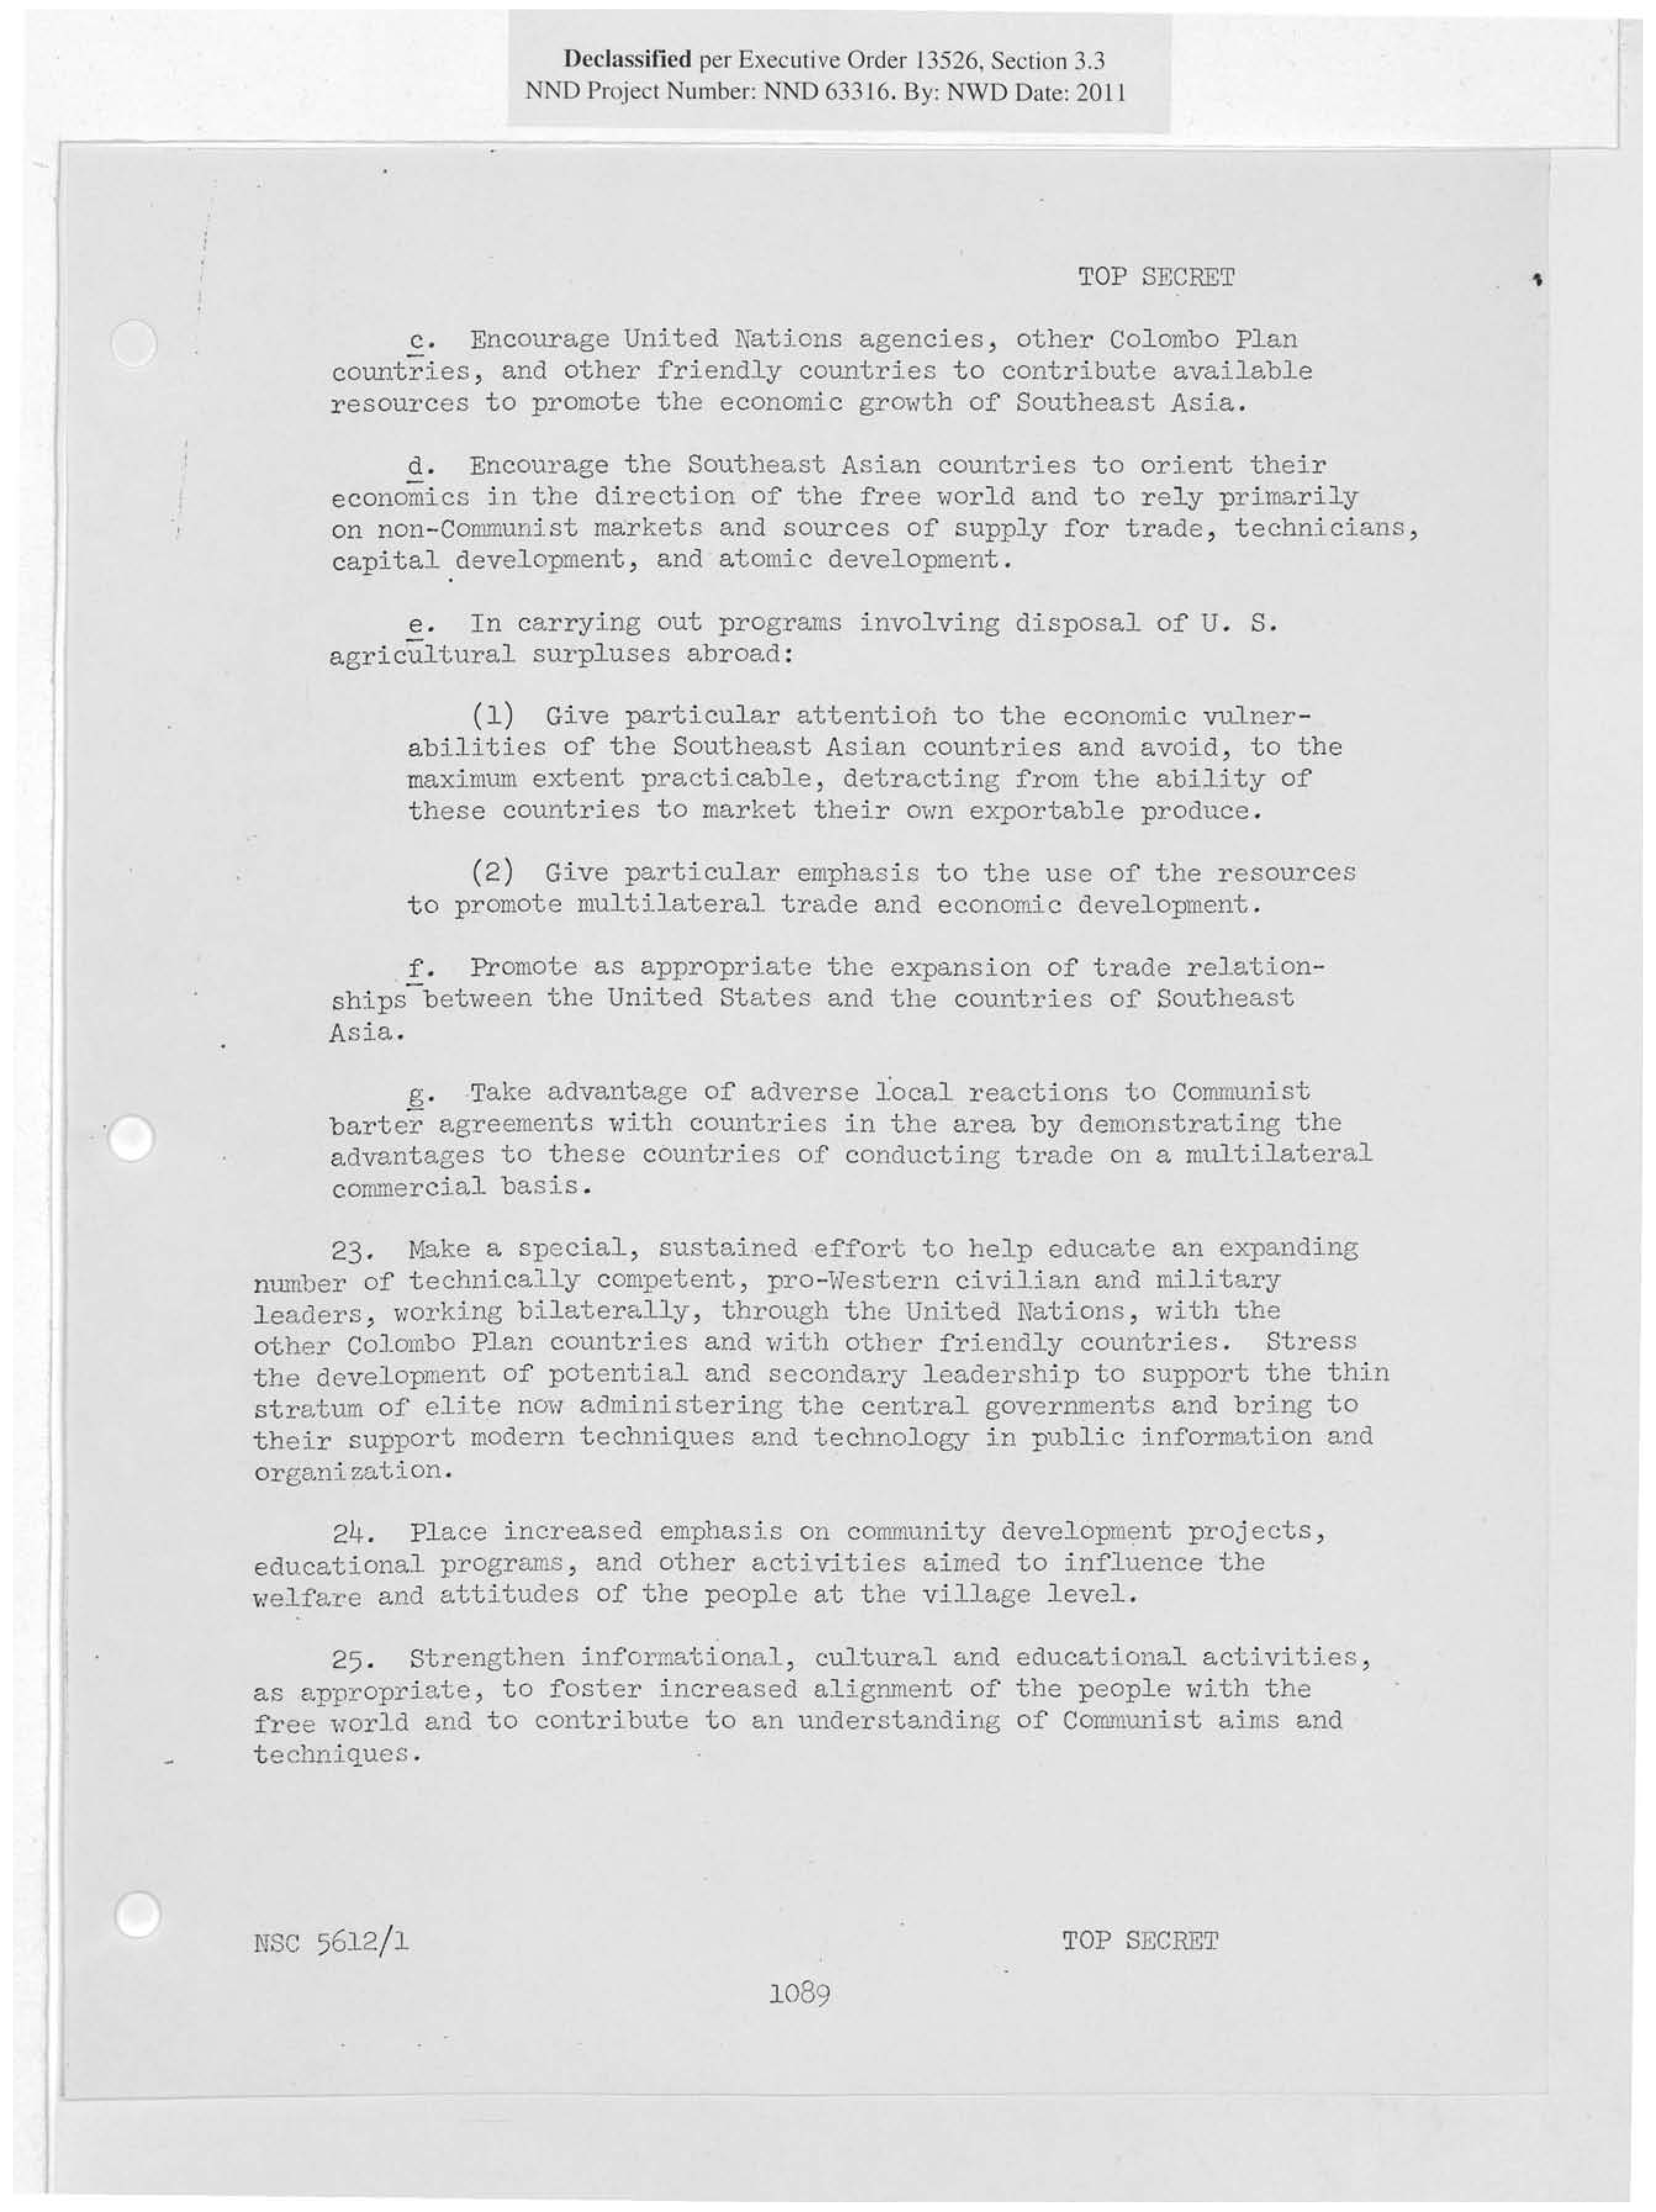 Declassified per Executive Order 13526, Section 3.3
NND Project Number: NND 63316. By: NWD Date: 2011
TOP SECRET
c. Encourage United Nations agencies, other Colombo Plan
countries, and other friendly countries to contribute available
resources to promote the economic growth of Southeast Asia.
d. Encourage the Southeast Asian countries to orient their
economics in the direction of the free world and to rely primarily
on non-Communist markets and sources of supply for trade, technicians,
capital development, and atomic development.
e. In carrying out programs involving disposal of U. S.
agricultural surpluses abroad:
(1) Give particular attention to the economic vulner-
abilities of the Southeast Asian countries and avoid, to the
maximum extent practicable, detracting from the ability of
these countries to market their own exportable produce.
(2) Give particular emphasis to the use of the resources
to promote multilateral trade and economic development.
f. Promote as appropriate the expansion of trade relation-
ships between the United States and the countries of Southeast
Asia.
g. Take advantage of adverse local reactions to Communist
barter agreements with countries in the area by demonstrating the
advantages to these countries of conducting trade on a multilateral
commercial basis.
23. Make a special, sustained effort to help educate an expanding
number of technically competent, pro-Western civilian and military
leaders, working bilaterally, through the United Nations, with the
other Colombo Plan countries and with other friendly countries. Stress
the development of potential and secondary leadership to support the thin
stratum of elite now administering the central governments and bring to
their support modern techniques and technology in public information and
organization.
24. Place increased emphasis on community development projects,
educational programs, and other activities aimed to influence the
welfare and attitudes of the people at the village level.
25. Strengthen informational, cultural and educational activities,
as appropriate, to foster increased alignment of the people with the
free world and to contribute to an understanding of Communist aims and
techniques.
NSC 5612/1
TOP SECRET
1089